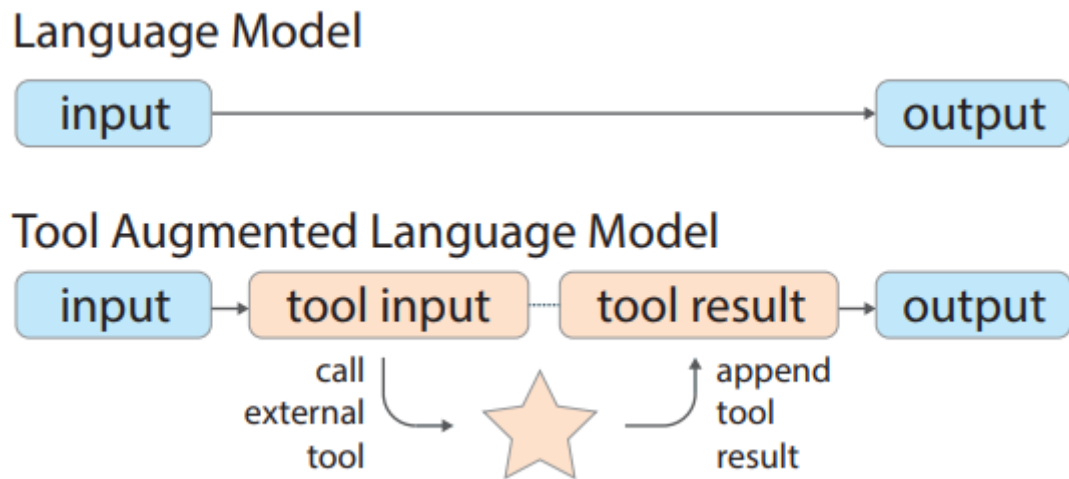 Language Model
input
output
Tool Augmented Language Model
input
tool input
tool result
output
call
external
tool
append
tool
result